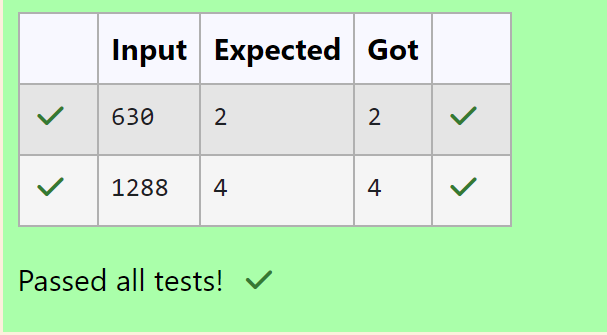 Input Expected Got
630 2 2
1288 4 4
Passed all tests!